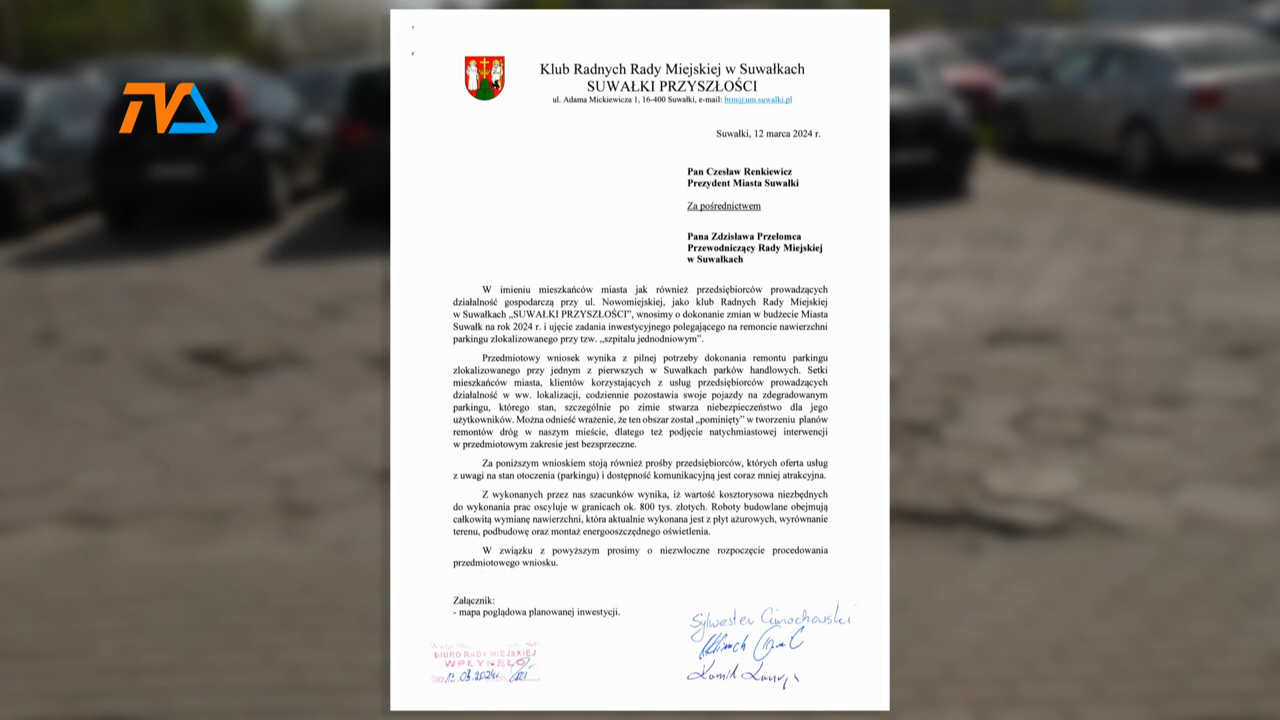 TVA
Klub Radnych Rady Miejskiej w Suwałkach
SUWAŁKI PRZYSZŁOŚCI
ul. Adama Mickiewicza 1, 16-400 Suwałki, e-mail: brm@um.suwalki.pl
Suwałki, 12 marca 2024 r.
Pan Czesław Renkiewicz
Prezydent Miasta Suwałki
Za pośrednictwem
Pana Zdzisława Przełomca
Przewodniczący Rady Miejskiej
w Suwałkach
W imieniu mieszkańców miasta jak również przedsiębiorców prowadzących
działalność gospodarczą przy ul. Nowomiejskiej, jako klub Radnych Rady Miejskiej
w Suwałkach „SUWAŁKI PRZYSZŁOŚCI", wnosimy o dokonanie zmian w budżecie Miasta
Suwałk na rok 2024 r. i ujęcie zadania inwestycyjnego polegającego na remoncie nawierzchni
parkingu zlokalizowanego przy tzw. „szpitalu jednodniowym".
Przedmiotowy wniosek wynika z pilnej potrzeby dokonania remontu parkingu
zlokalizowanego przy jednym z pierwszych w Suwałkach parków handlowych. Setki
mieszkańców miasta, klientów korzystających z usług przedsiębiorców prowadzących
działalność w ww. lokalizacji, codziennie pozostawia swoje pojazdy na zdegradowanym
parkingu, którego stan, szczególnie po zimie stwarza niebezpieczeństwo dla jego
użytkowników. Można odnieść wrażenie, że ten obszar został „pominięty" w tworzeniu planów
remontów dróg w naszym mieście, dlatego też podjęcie natychmiastowej interwencji
w przedmiotowym zakresie jest bezsprzeczne.
Za poniższym wnioskiem stoją również prośby przedsiębiorców, których oferta usług
z uwagi na stan otoczenia (parkingu) i dostępność komunikacyjną jest coraz mniej atrakcyjna.
Z wykonanych przez nas szacunków wynika, iż wartość kosztorysowa niezbędnych
do wykonania prac oscyluje w granicach ok. 800 tys. złotych. Roboty budowlane obejmują
całkowitą wymianę nawierzchni, która aktualnie wykonana jest z płyt ażurowych, wyrównanie
terenu, podbudowę oraz montaż energooszczędnego oświetlenia.
W związku z powyższym prosimy o niezwłoczne rozpoczęcie procedowania
przedmiotowego wniosku.
Załącznik:
- mapa poglądowa planowanej inwestycji.
Sylwester Cimochowski
Kamil
BIURO RADY MIEJSKIEJ
WPŁYNĘŁO
12.03.2024